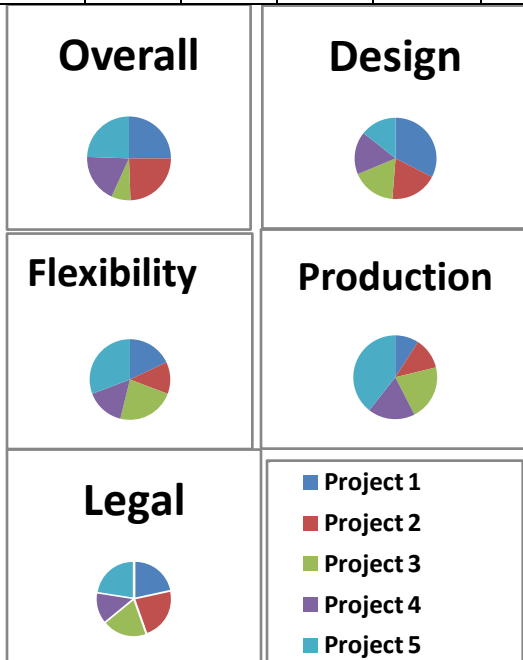 Overall
Design
Flexibility
Production
Legal
Project 1
Project 2
Project 3
Project 4
Project 5